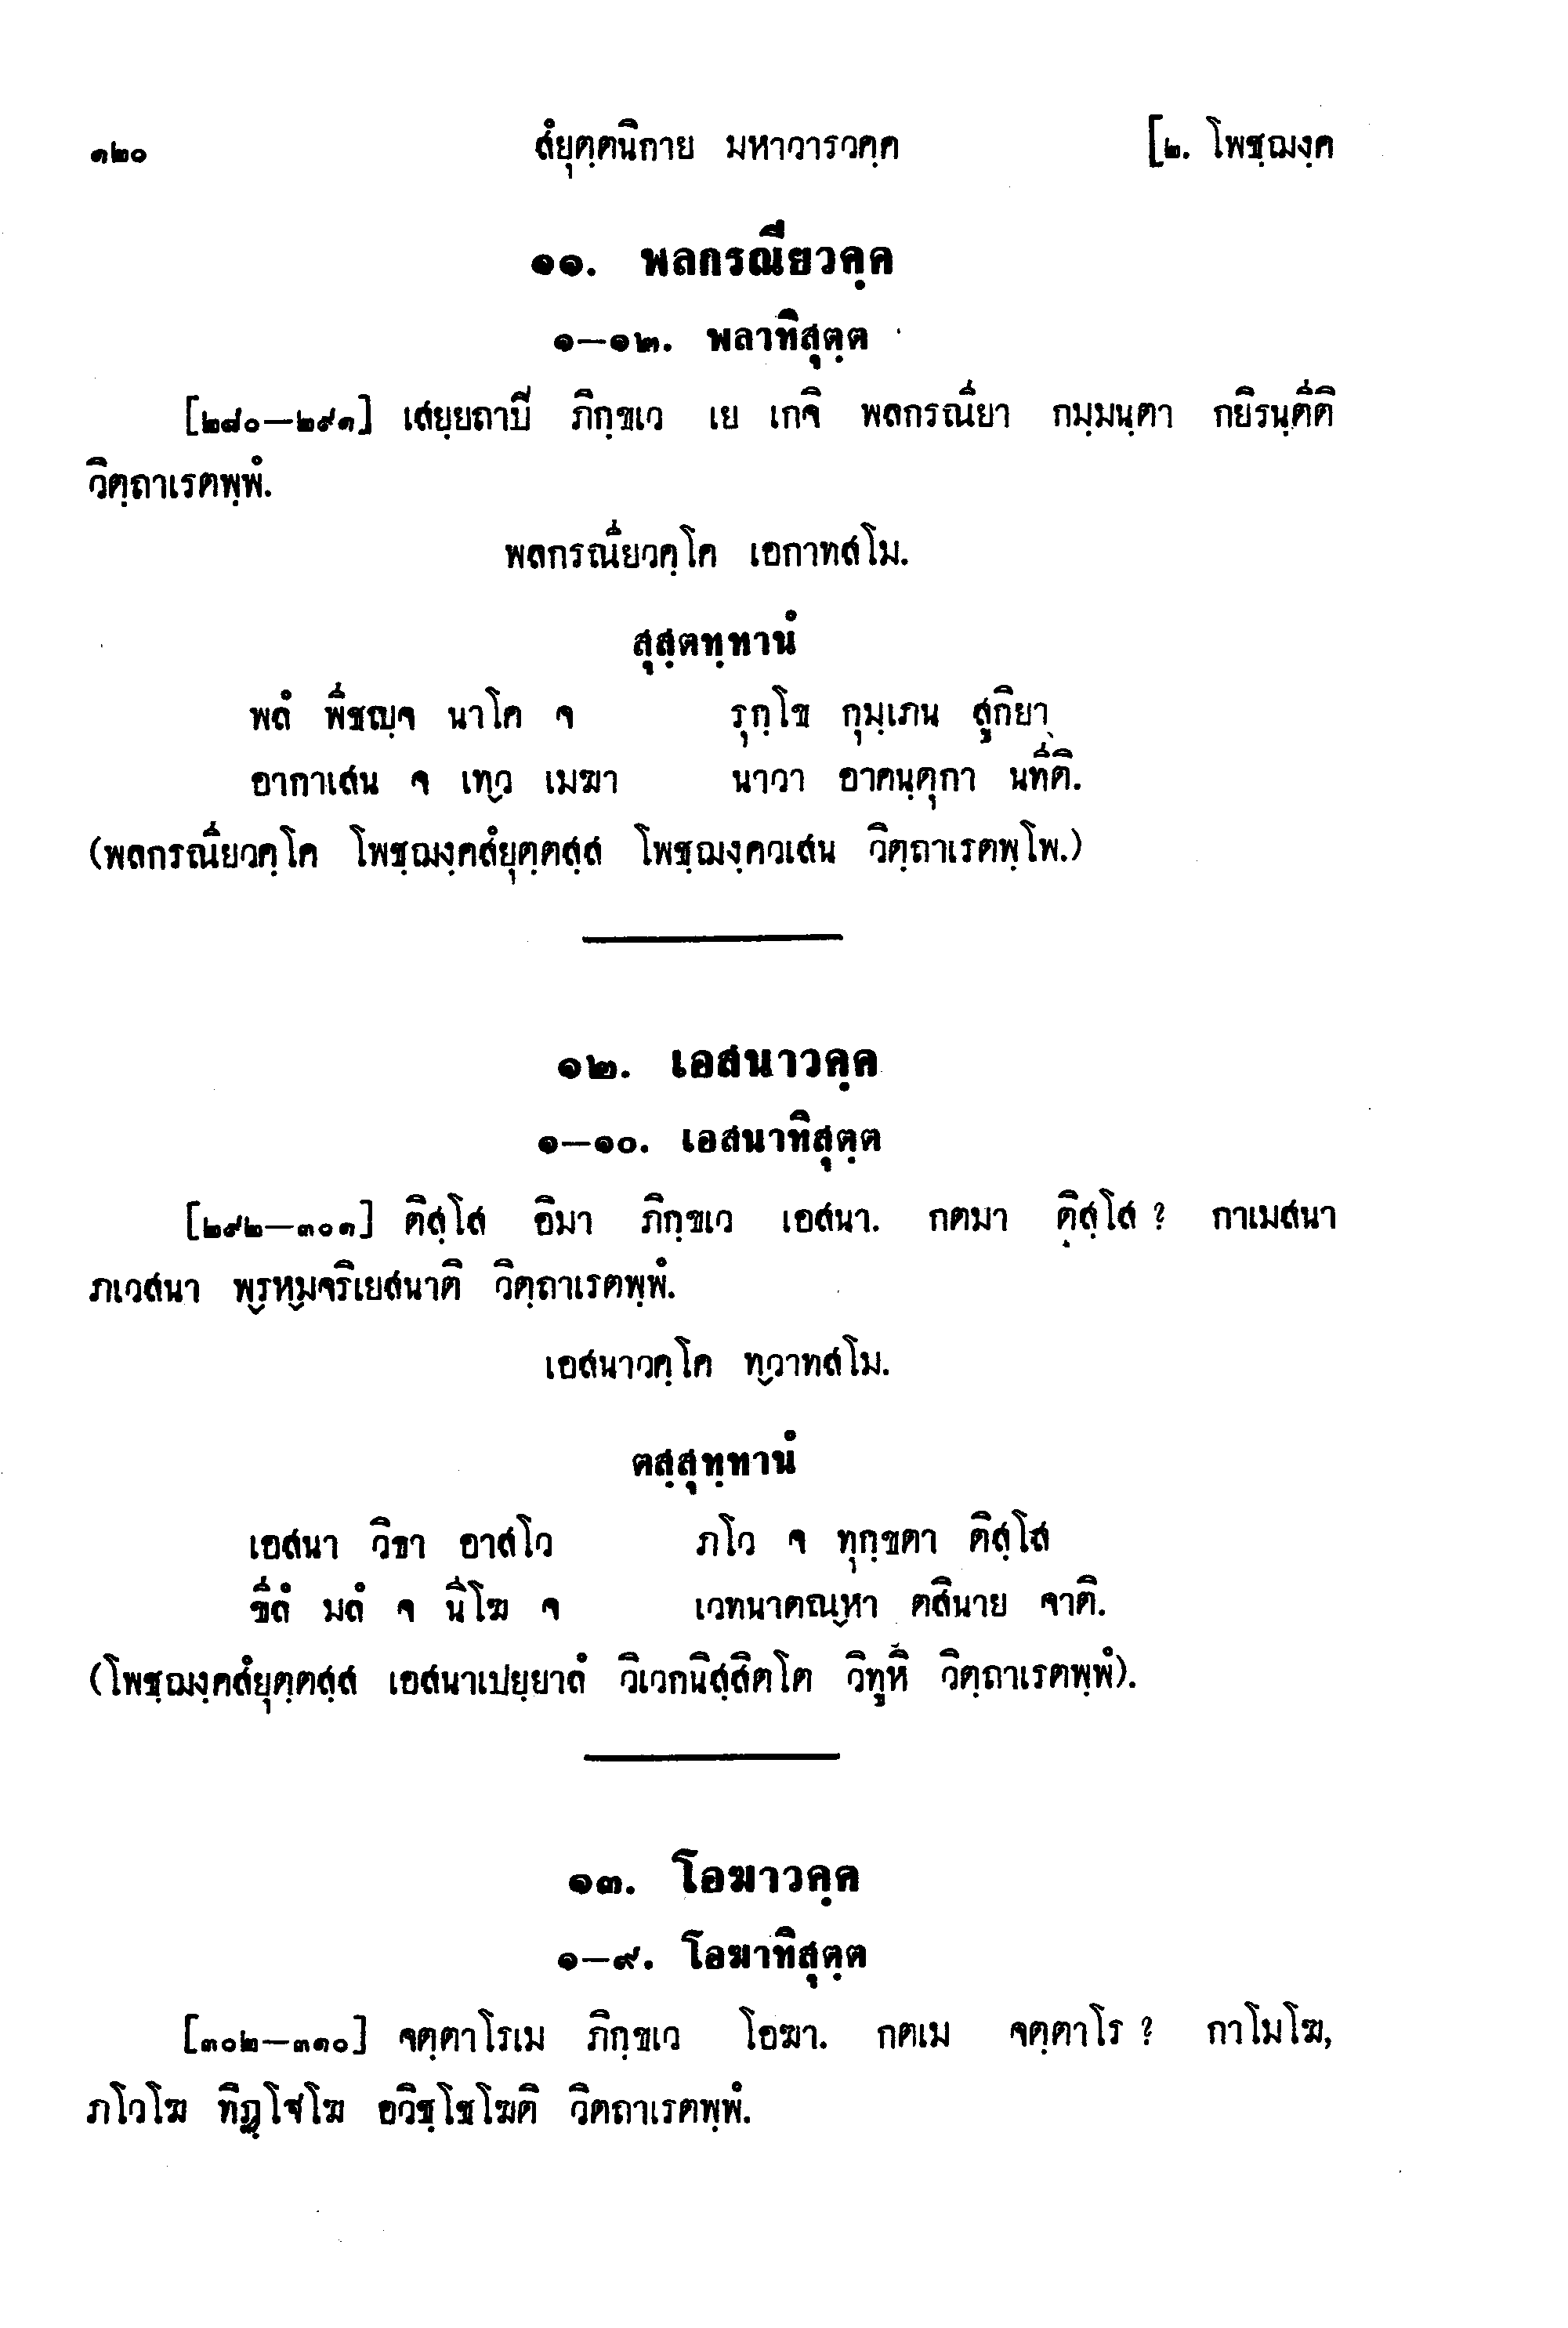 ๑๒๐ สํยุตฺตนิกาย มหาวารวคฺค [๒. โพชฺฌงฺค
๑๑. พลกรณียวคฺค
๑–๑๒. พลาทิสุตฺต
[๒๘๐–๒๙๑] เสยฺยถาปิ ภิกฺขเว เย เกจิ พลกรณียา กมฺมนฺตา กยิรนฺตีติ
วิตฺถาเรตพฺพํ.
พลกรณียวคฺโค เอกาทสโม.
สุสฺตทฺทานํ
พลํ พีชญฺจ นาโค จ รุกฺโข กุมฺเภน สูกิยา
อากาเสน จ เทฺว เมฆา นาวา อาคนฺตุกา นทีติ.
(พลกรณียวคฺโค โพชฺฌงฺคสํยุตฺตสฺส โพชฺฌงฺควเสน วิตฺถาเรตพฺโพ.)
๑๒. เอสนาวคฺค
๑–๑๐. เอสนาทิสุตฺต
[๒๙๒–๓๐๑] ติสฺโส อิมา ภิกฺขเว เอสนา. กตมา ติสฺโส ? กาเมสนา
ภเวสนา พฺรหฺมจริเยสนาติ วิตฺถาเรตพฺพํ.
เอสนาวคฺโค ทฺวาทสโม.
ตสฺสุทฺทานํ
เอสนา วิธา อาสโว ภโว จ ทุกฺขตา ติสฺโส
ขีลํ มลํ จ นีโฆ จ เวทนาตณฺหา ตสินาย จาติ.
(โพชฺฌงฺคสํยุตฺตสฺส เอสนาเปยฺยาลํ วิเวกนิสฺสิตโต วิทูหิ วิตฺถาเรตพฺพํ).
๑๓. โอฆาวคฺค
๑–๙. โอฆาทิสุตฺต
[๓๐๒–๓๑๐] จตฺตาโรเม ภิกฺขเว โอฆา. กตเม จตฺตาโร ? กาโมโฆ,
ภโวโฆ ทิฏฺโฐโฆ อวิชฺโชโฆติ วิตถาเรตพฺพํ.